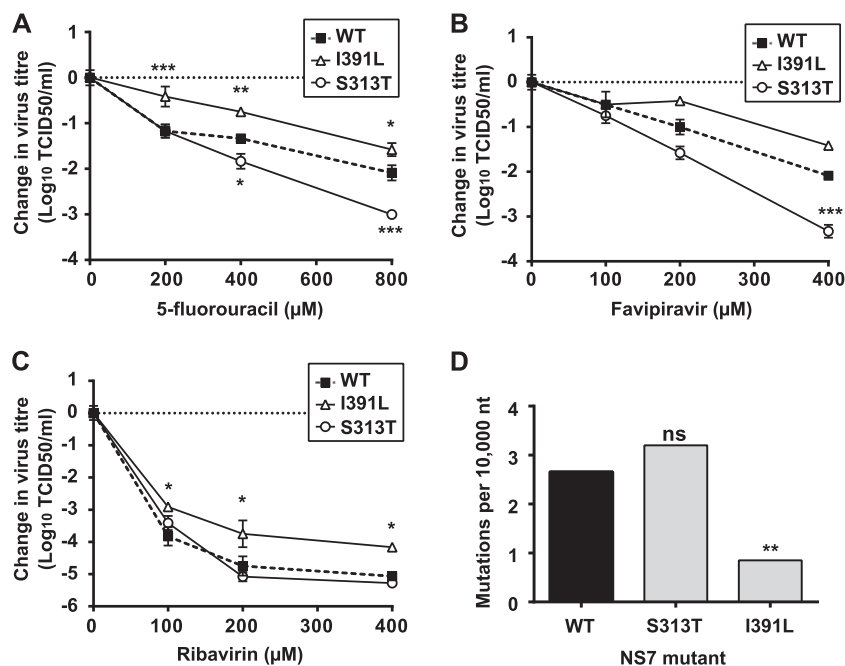 A
WT
I391L
S313T
Change in virus titre
(Log10 TCID50/ml)
1
0
-1
-2
-3
-4
***
**
*
*
***
0 200 400 600 800
5-fluorouracil (µM)
B
WT
I391L
S313T
Change in virus titre
(Log10 TCID50/ml)
1
0
-1
-2
-3
-4
***
0 100 200 300 400
Favipiravir (µM)
C
WT
I391L
S313T
Change in virus titre
(Log10 TCID50/ml)
1
0
-1
-2
-3
-4
-5
-6
*
*
*
0 100 200 300 400
Ribavirin (µM)
D
Mutations per 10,000 nt
4
3
2
1
0
ns
**
WT S313T I391L
NS7 mutant